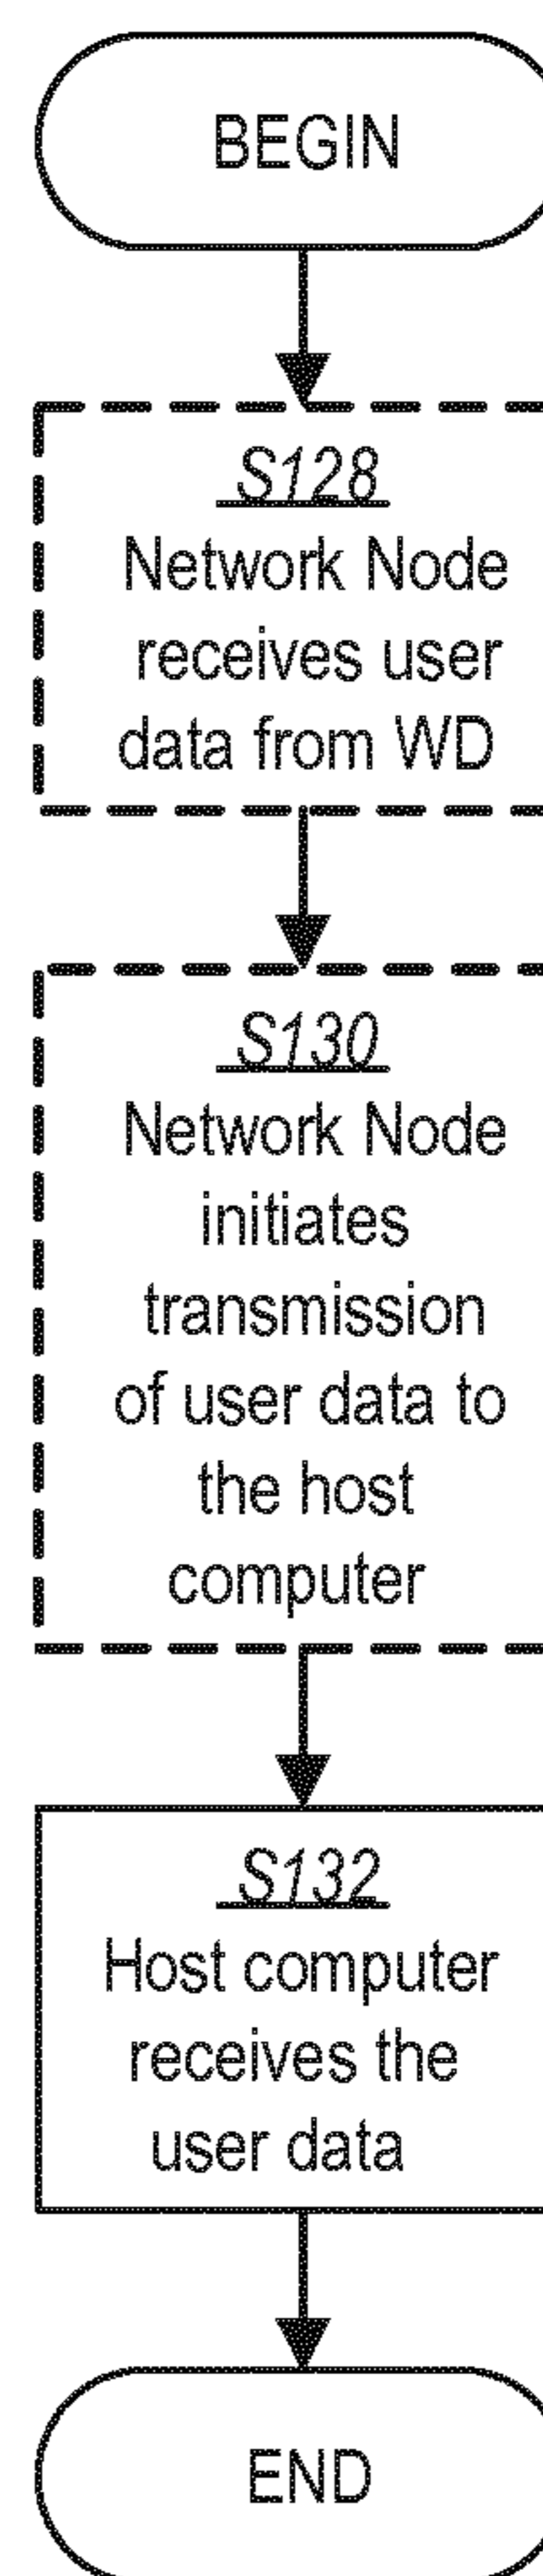 BEGIN
S128
Network Node
receives user
data from WD
S130
Network Node
initiates
transmission
of user data to
the host
computer
S132
Host computer
receives the
user data
END